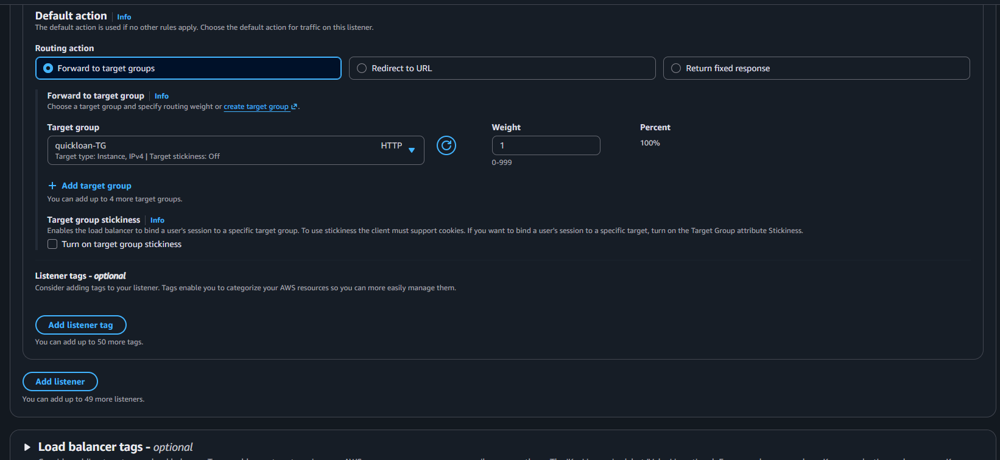 Default action Info
The default action is used if no other rules apply. Choose the default action for traffic on this listener.
Routing action
Forward to target groups
Redirect to URL
Return fixed response
Forward to target group Info
Choose a target group and specify routing weight or create target group.
Target group
Weight
Percent
quickloan-TG HTTP
Target type: Instance, IPv4 | Target stickiness: Off
1
100%
0-999
Add target group
You can add up to 4 more target groups.
Target group stickiness Info
Enables the load balancer to bind a user's session to a specific target group. To use stickiness the client must support cookies. If you want to bind a user's session to a specific target, turn on the Target Group attribute Stickiness.
Turn on target group stickiness
Listener tags - optional
Consider adding tags to your listener. Tags enable you to categorize your AWS resources so you can more easily manage them.
Add listener tag
You can add up to 50 more tags.
Add listener
You can add up to 49 more listeners.
Load balancer tags - optional